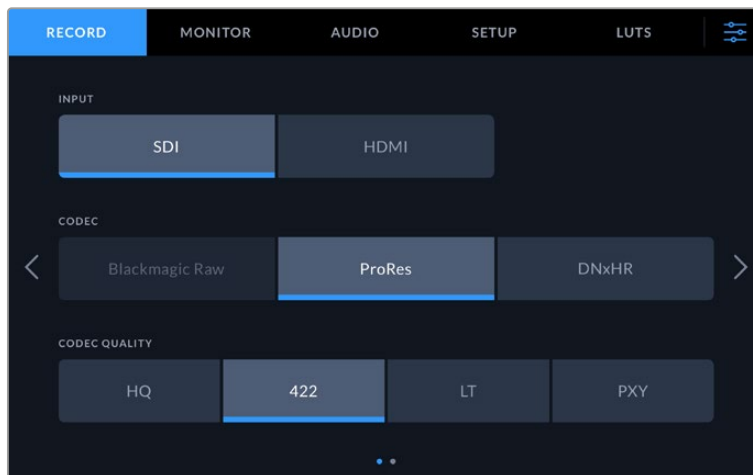 RECORD MONITOR AUDIO SETUP LUTS
INPUT
SDI HDMI
CODEC
Blackmagic Raw ProRes DNxHR
CODEC QUALITY
HQ 422 LT PXY